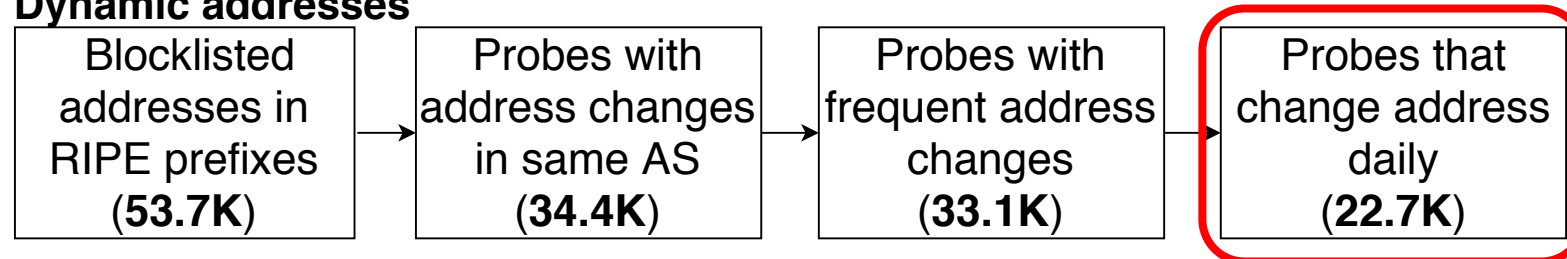 Dynamic addresses
Blocklisted
addresses in
RIPE prefixes
(53.7K)
Probes with
address changes
in same AS
(34.4K)
Probes with
frequent address
changes
(33.1K)
Probes that
change address
daily
(22.7K)